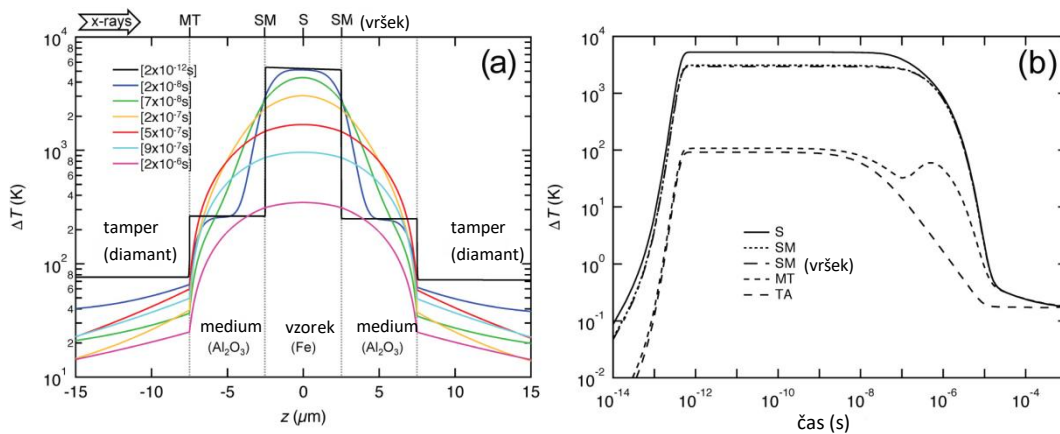 x-rays MT SM S SM (vršek)
(a)
[2x10⁻¹²s]
[2x10⁻⁸s]
[7x10⁻⁸s]
[2x10⁻⁷s]
[5x10⁻⁷s]
[9x10⁻⁷s]
[2x10⁻⁶s]
tamper
(diamant)
tamper
(diamant)
medium
(Al₂O₃)
vzorek
(Fe)
medium
(Al₂O₃)
ΔT (K)
10⁴
8
6
4
2
10³
8
6
4
2
10²
8
6
4
2
10¹
-15 -10 -5 0 5 10 15
z (µm)
(b)
ΔT (K)
10⁴
10²
10⁰
10⁻¹
10⁻²
S
SM
SM (vršek)
MT
TA
10⁻¹⁴ 10⁻¹² 10⁻¹⁰ 10⁻⁸ 10⁻⁶ 10⁻⁴
čas (s)